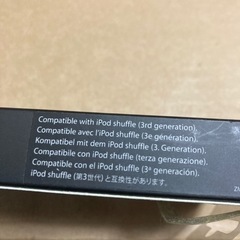 Compatible with iPod shuffle (3rd generation).
Compatible avec l'iPod shuffle (3e génération).
Kompatibel mit dem iPod shuffle (3. Generation).
Compatibile con iPod shuffle (terza generazione).
Compatible con el iPod shuffle (3ª generación).
iPod shuffle (第3世代) と互換性があります。